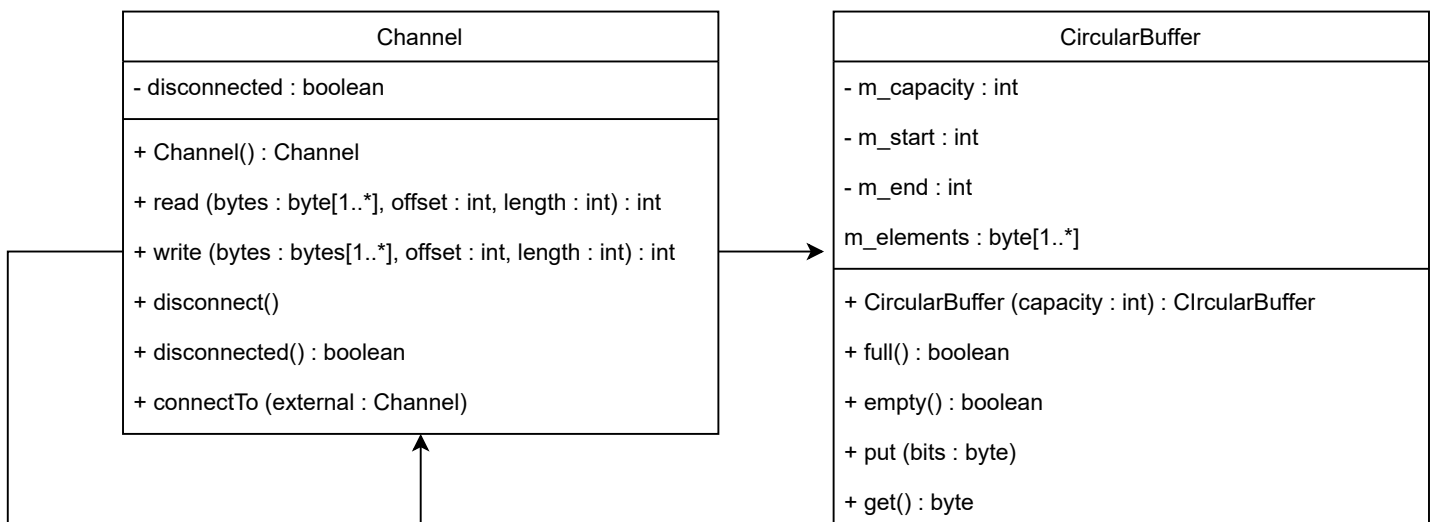 Channel
- disconnected : boolean
+ Channel() : Channel
+ read (bytes : byte[1..*], offset : int, length : int) : int
+ write (bytes : bytes[1..*], offset : int, length : int) : int
+ disconnect()
+ disconnected() : boolean
+ connectTo (external : Channel)
CircularBuffer
- m_capacity : int
- m_start : int
- m_end : int
m_elements : byte[1..*]
+ CircularBuffer (capacity : int) : CIrcularBuffer
+ full() : boolean
+ empty() : boolean
+ put (bits : byte)
+ get() : byte